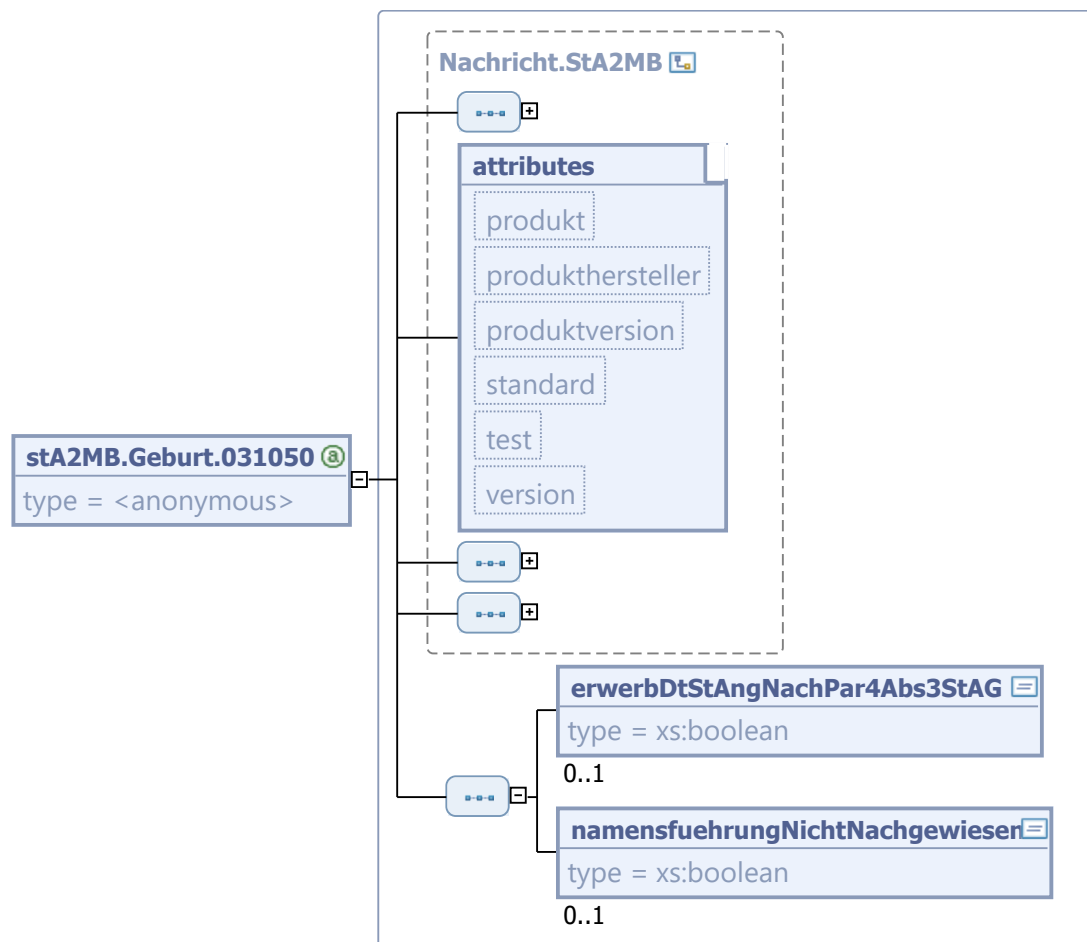 Nachricht.StA2MB
attributes
produkt
produkthersteller
produktversion
standard
test
version
stA2MB.Geburt.031050
type = <anonymous>
erwerbDtStAngNachPar4Abs3StAG
type = xs:boolean
0..1
namensfuehrungNichtNachgewiesen
type = xs:boolean
0..1